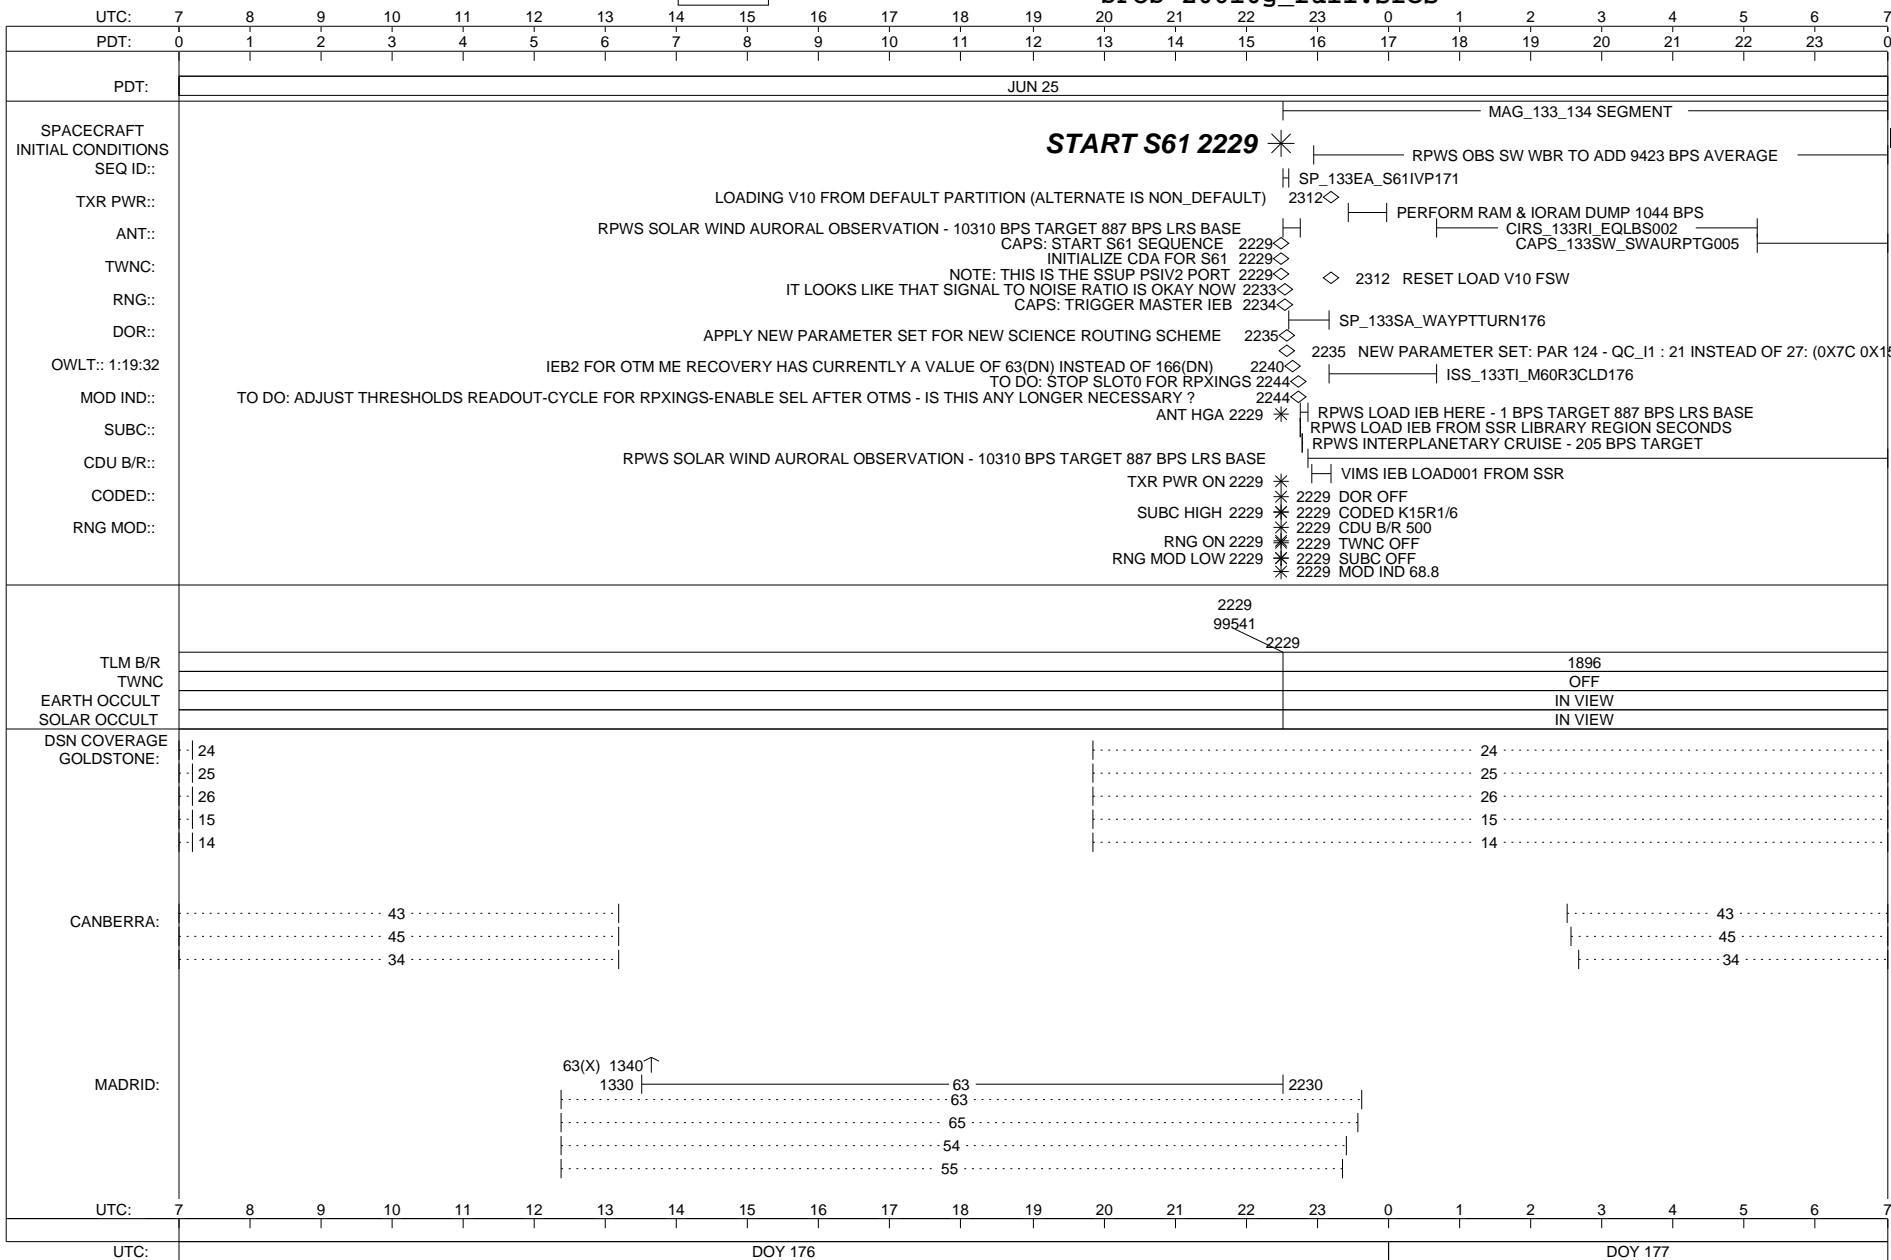 UTC: 7 8 9 10 11 12 13 14 15 16 17 18 19 20 21 22 23 0 1 2 3 4 5 6 7
PDT: 0 1 2 3 4 5 6 7 8 9 10 11 12 13 14 15 16 17 18 19 20 21 22 23 0
PDT: JUN 25
MAG_133_134 SEGMENT
SPACECRAFT
INITIAL CONDITIONS
START S61 2229
RPWS OBS SW WBR TO ADD 9423 BPS AVERAGE
SEQ ID::
SP_133EA_S61IVP171
LOADING V10 FROM DEFAULT PARTITION (ALTERNATE IS NON_DEFAULT) 2312
TXR PWR::
PERFORM RAM & IORAM DUMP 1044 BPS
RPWS SOLAR WIND AURORAL OBSERVATION - 10310 BPS TARGET 887 BPS LRS BASE
CIRS_133RI_EQLBS002
ANT::
CAPS: START S61 SEQUENCE 2229
CAPS_133SW_SWAURPTG005
INITIALIZE CDA FOR S61 2229
TWNC:
NOTE: THIS IS THE SSUP PSIV2 PORT 2229
2312 RESET LOAD V10 FSW
IT LOOKS LIKE THAT SIGNAL TO NOISE RATIO IS OKAY NOW 2233
RNG::
CAPS: TRIGGER MASTER IEB 2234
SP_133SA_WAYPTTURN176
DOR::
APPLY NEW PARAMETER SET FOR NEW SCIENCE ROUTING SCHEME 2235
2235 NEW PARAMETER SET: PAR 124 - QC_I1 : 21 INSTEAD OF 27: (0X7C 0X15
OWLT:: 1:19:32
IEB2 FOR OTM ME RECOVERY HAS CURRENTLY A VALUE OF 63(DN) INSTEAD OF 166(DN) 2240
ISS_133TI_M60R3CLD176
TO DO: STOP SLOT0 FOR RPXINGS 2244
MOD IND::
TO DO: ADJUST THRESHOLDS READOUT-CYCLE FOR RPXINGS-ENABLE SEL AFTER OTMS - IS THIS ANY LONGER NECESSARY ? 2244
ANT HGA 2229
RPWS LOAD IEB HERE - 1 BPS TARGET 887 BPS LRS BASE
SUBC::
RPWS LOAD IEB FROM SSR LIBRARY REGION SECONDS
RPWS INTERPLANETARY CRUISE - 205 BPS TARGET
CDU B/R::
RPWS SOLAR WIND AURORAL OBSERVATION - 10310 BPS TARGET 887 BPS LRS BASE
VIMS IEB LOAD001 FROM SSR
TXR PWR ON 2229
CODED::
2229 DOR OFF
SUBC HIGH 2229
2229 CODED K15R1/6
RNG MOD::
2229 CDU B/R 500
RNG ON 2229
2229 TWNC OFF
RNG MOD LOW 2229
2229 SUBC OFF
2229 MOD IND 68.8
2229
99541
2229
TLM B/R 1896
TWNC OFF
EARTH OCCULT IN VIEW
SOLAR OCCULT IN VIEW
DSN COVERAGE
GOLDSTONE:
24 24
25 25
26 26
15 15
14 14
CANBERRA:
43 43
45 45
34 34
63(X) 1340
MADRID:
1330 63 2230
63
65
54
55
UTC: 7 8 9 10 11 12 13 14 15 16 17 18 19 20 21 22 23 0 1 2 3 4 5 6 7
UTC: DOY 176 DOY 177